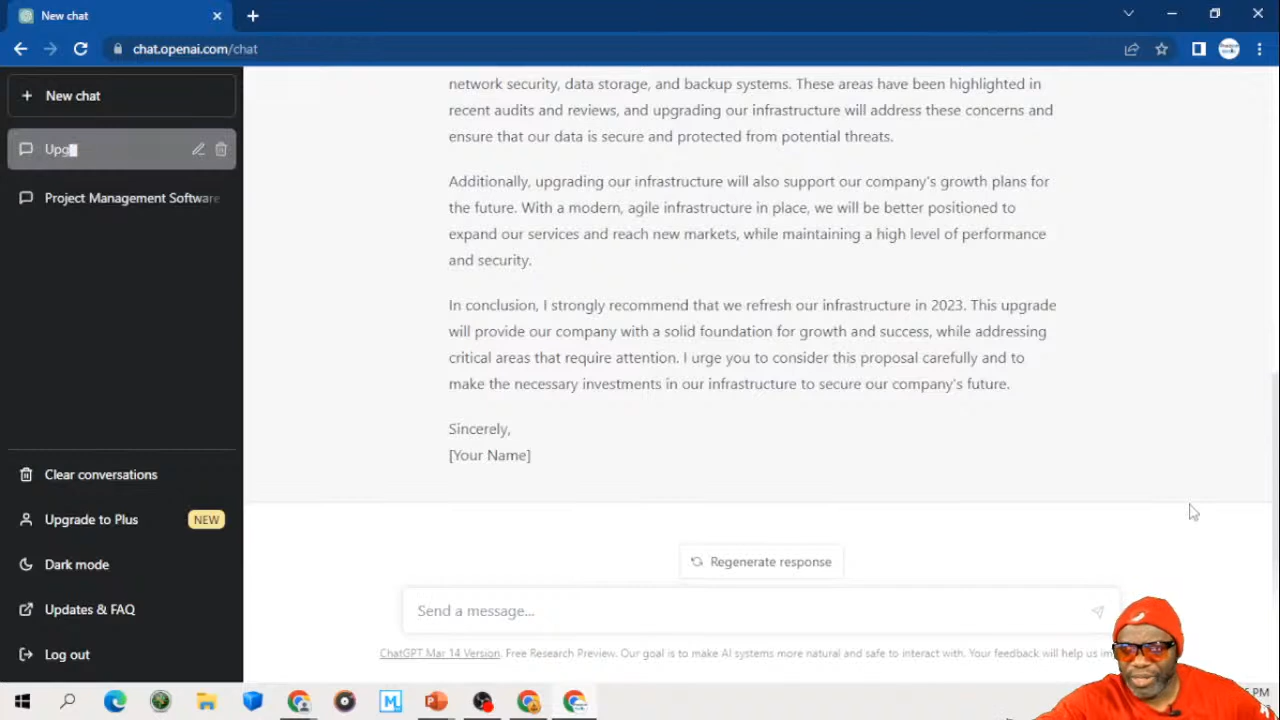 New chat
chat.openai.com/chat
New chat
Upg
Project Management Software
Clear conversations
Upgrade to Plus NEW
Dark mode
Updates & FAQ
Log out
network security, data storage, and backup systems. These areas have been highlighted in
recent audits and reviews, and upgrading our infrastructure will address these concerns and
ensure that our data is secure and protected from potential threats.
Additionally, upgrading our infrastructure will also support our company's growth plans for
the future. With a modern, agile infrastructure in place, we will be better positioned to
expand our services and reach new markets, while maintaining a high level of performance
and security.
In conclusion, I strongly recommend that we refresh our infrastructure in 2023. This upgrade
will provide our company with a solid foundation for growth and success, while addressing
critical areas that require attention. I urge you to consider this proposal carefully and to
make the necessary investments in our infrastructure to secure our company's future.
Sincerely,
[Your Name]
Regenerate response
Send a message...
ChatGPT Mar 14 Version. Free Research Preview. Our goal is to make AI systems more natural and safe to interact with. Your feedback will help us im
PM